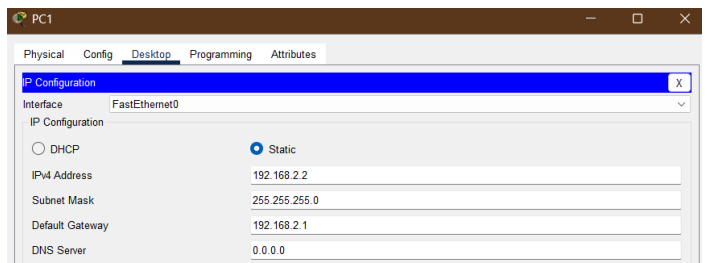 PC1
Physical Config Desktop Programming Attributes
IP Configuration X
Interface FastEthernet0
IP Configuration
DHCP Static
IPv4 Address 192.168.2.2
Subnet Mask 255.255.255.0
Default Gateway 192.168.2.1
DNS Server 0.0.0.0